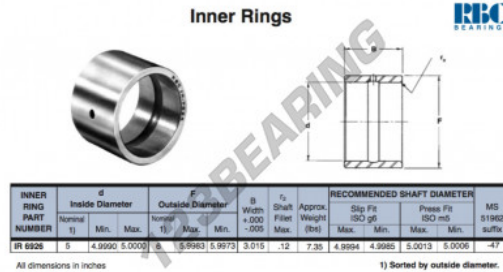 Inner Rings
RBC
BEARINGS
B
r₂
d
F
123BEARING
INNER RING PART NUMBER
d
Inside Diameter
Nominal 1)
Min.
Max.
F
Outside Diameter
Nominal 1)
Min.
Max.
B
Width
+.000
-.005
Shaft
Fillet
Max.
Approx.
Weight
(lbs)
RECOMMENDED SHAFT DIAMETER
Slip Fit
ISO g6
Max.
Min.
Press Fit
ISO m5
Max.
Min.
MS
51962
suffix
IR 6926 5 4.9990 5.0000 6 5.9983 5.9973 3.015 .12 7.35 4.9994 4.9985 5.0013 5.0006 -47
All dimensions in inches
1) Sorted by outside diameter.